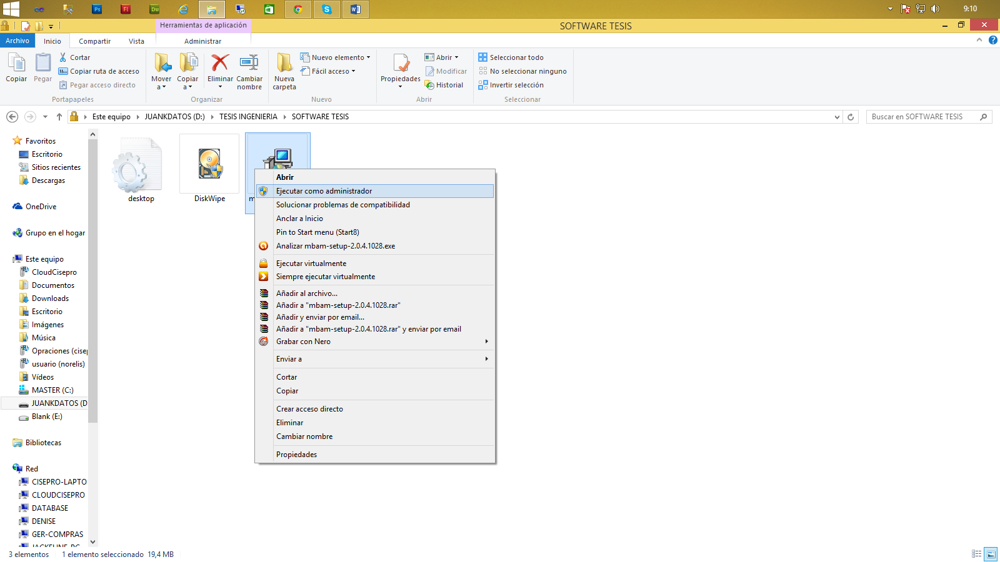 Ps
Fl
Dw
S
W
9:10
Herramientas de aplicación
SOFTWARE TESIS
Archivo
Inicio
Compartir
Vista
Administrar
Copiar
Pegar
Cortar
Copiar ruta de acceso
Pegar acceso directo
Portapapeles
Mover a
Copiar a
Eliminar
Cambiar nombre
Organizar
Nueva carpeta
Nuevo elemento
Fácil acceso
Nuevo
Propiedades
Abrir
Modificar
Historial
Abrir
Seleccionar todo
No seleccionar ninguno
Invertir selección
Seleccionar
Este equipo
JUANKDATOS (D:)
TESIS INGENIERIA
SOFTWARE TESIS
Buscar en SOFTWARE TESIS
Favoritos
Escritorio
Sitios recientes
Descargas
OneDrive
Grupo en el hogar
Este equipo
CloudCisepro
Documentos
Downloads
Escritorio
Imágenes
Música
Opraciones (cisep
usuario (norelis)
Vídeos
MASTER (C:)
JUANKDATOS (D
Blank (E:)
Bibliotecas
Red
CISEPRO-LAPTO
CLOUDCISEPRO
DATABASE
DENISE
GER-COMPRAS
JACKELINE-PC
desktop
DiskWipe
m
Abrir
Ejecutar como administrador
Solucionar problemas de compatibilidad
Anclar a Inicio
Pin to Start menu (Start8)
Analizar mbam-setup-2.0.4.1028.exe
Ejecutar virtualmente
Siempre ejecutar virtualmente
Añadir al archivo...
Añadir a "mbam-setup-2.0.4.1028.rar"
Añadir y enviar por email...
Añadir a "mbam-setup-2.0.4.1028.rar" y enviar por email
Grabar con Nero
Enviar a
Cortar
Copiar
Crear acceso directo
Eliminar
Cambiar nombre
Propiedades
3 elementos
1 elemento seleccionado 19,4 MB